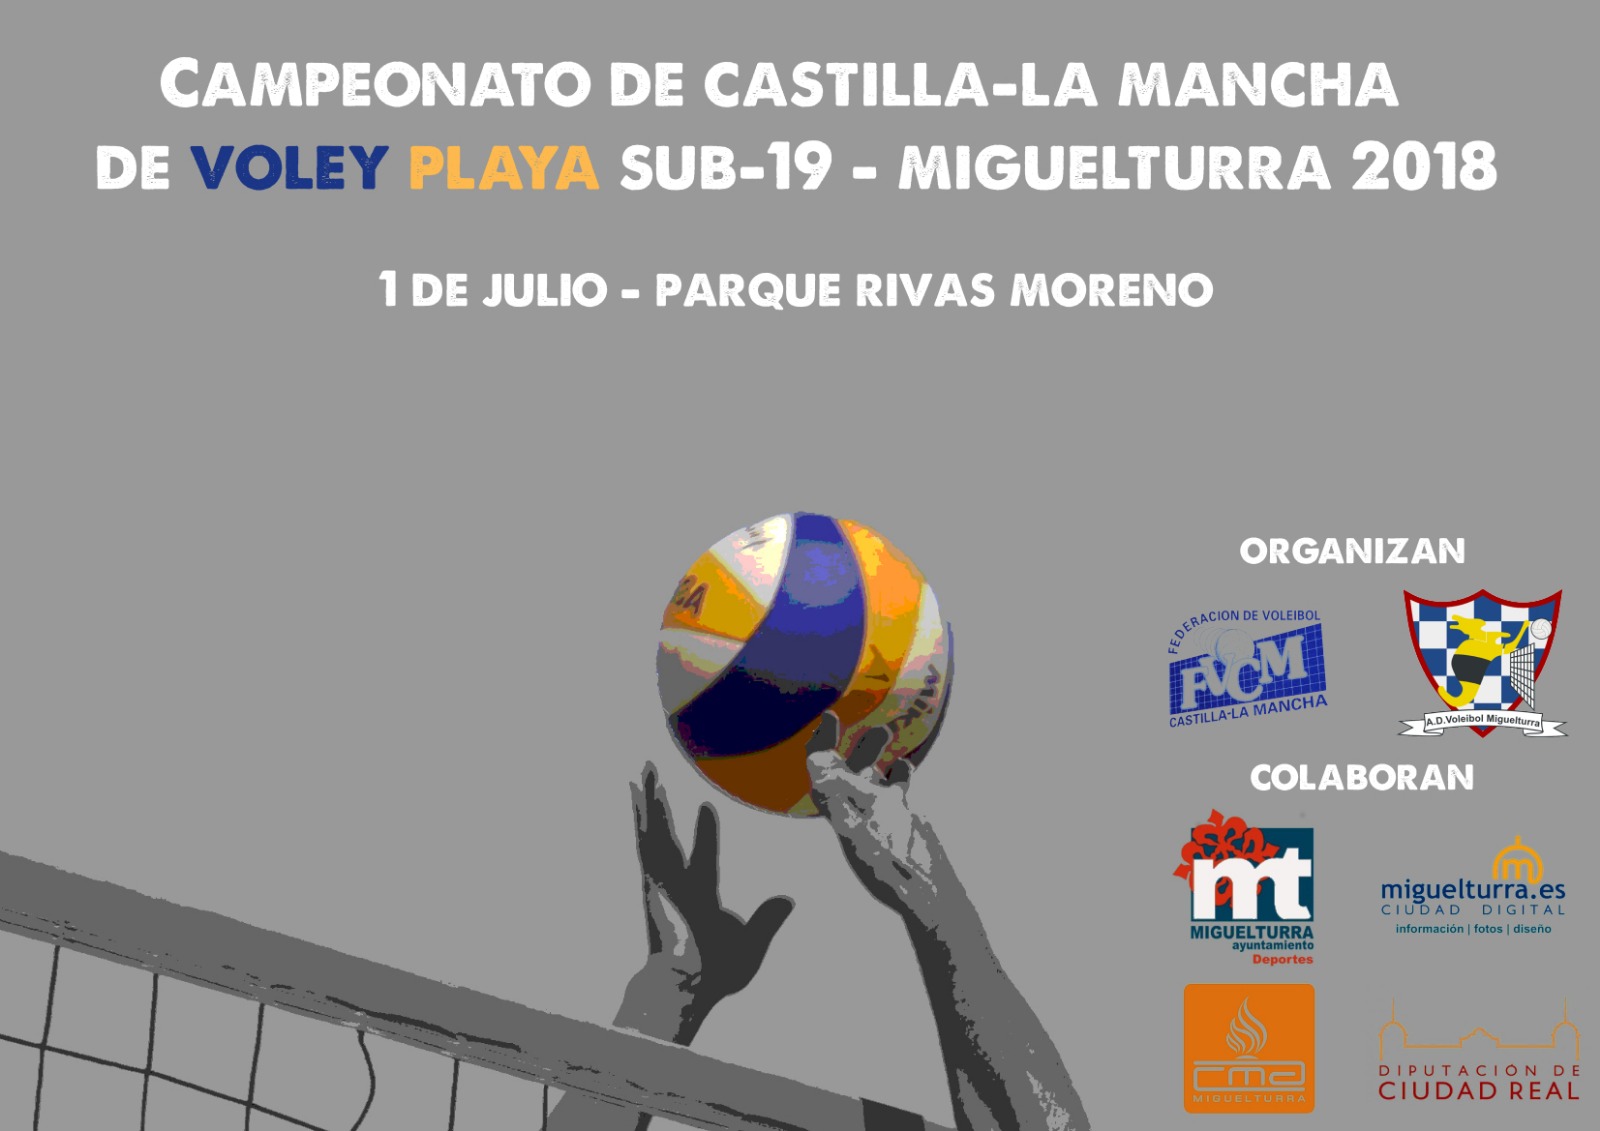 CAMPEONATO DE CASTILLA-LA MANCHA
DE VOLEY PLAYA SUB-19 - MIGUELTURRA 2018
1 DE JULIO - PARQUE RIVAS MORENO
ORGANIZAN
FEDERACION DE VOLEIBOL
FVCM
CASTILLA-LA MANCHA
A.D.Voleibol Miguelturra
COLABORAN
mt
MIGUELTURRA
ayuntamiento
Deportes
m
miguelturra.es
CIUDAD DIGITAL
información | fotos | diseño
cma
MIGUELTURRA
DIPUTACIÓN DE
CIUDAD REAL